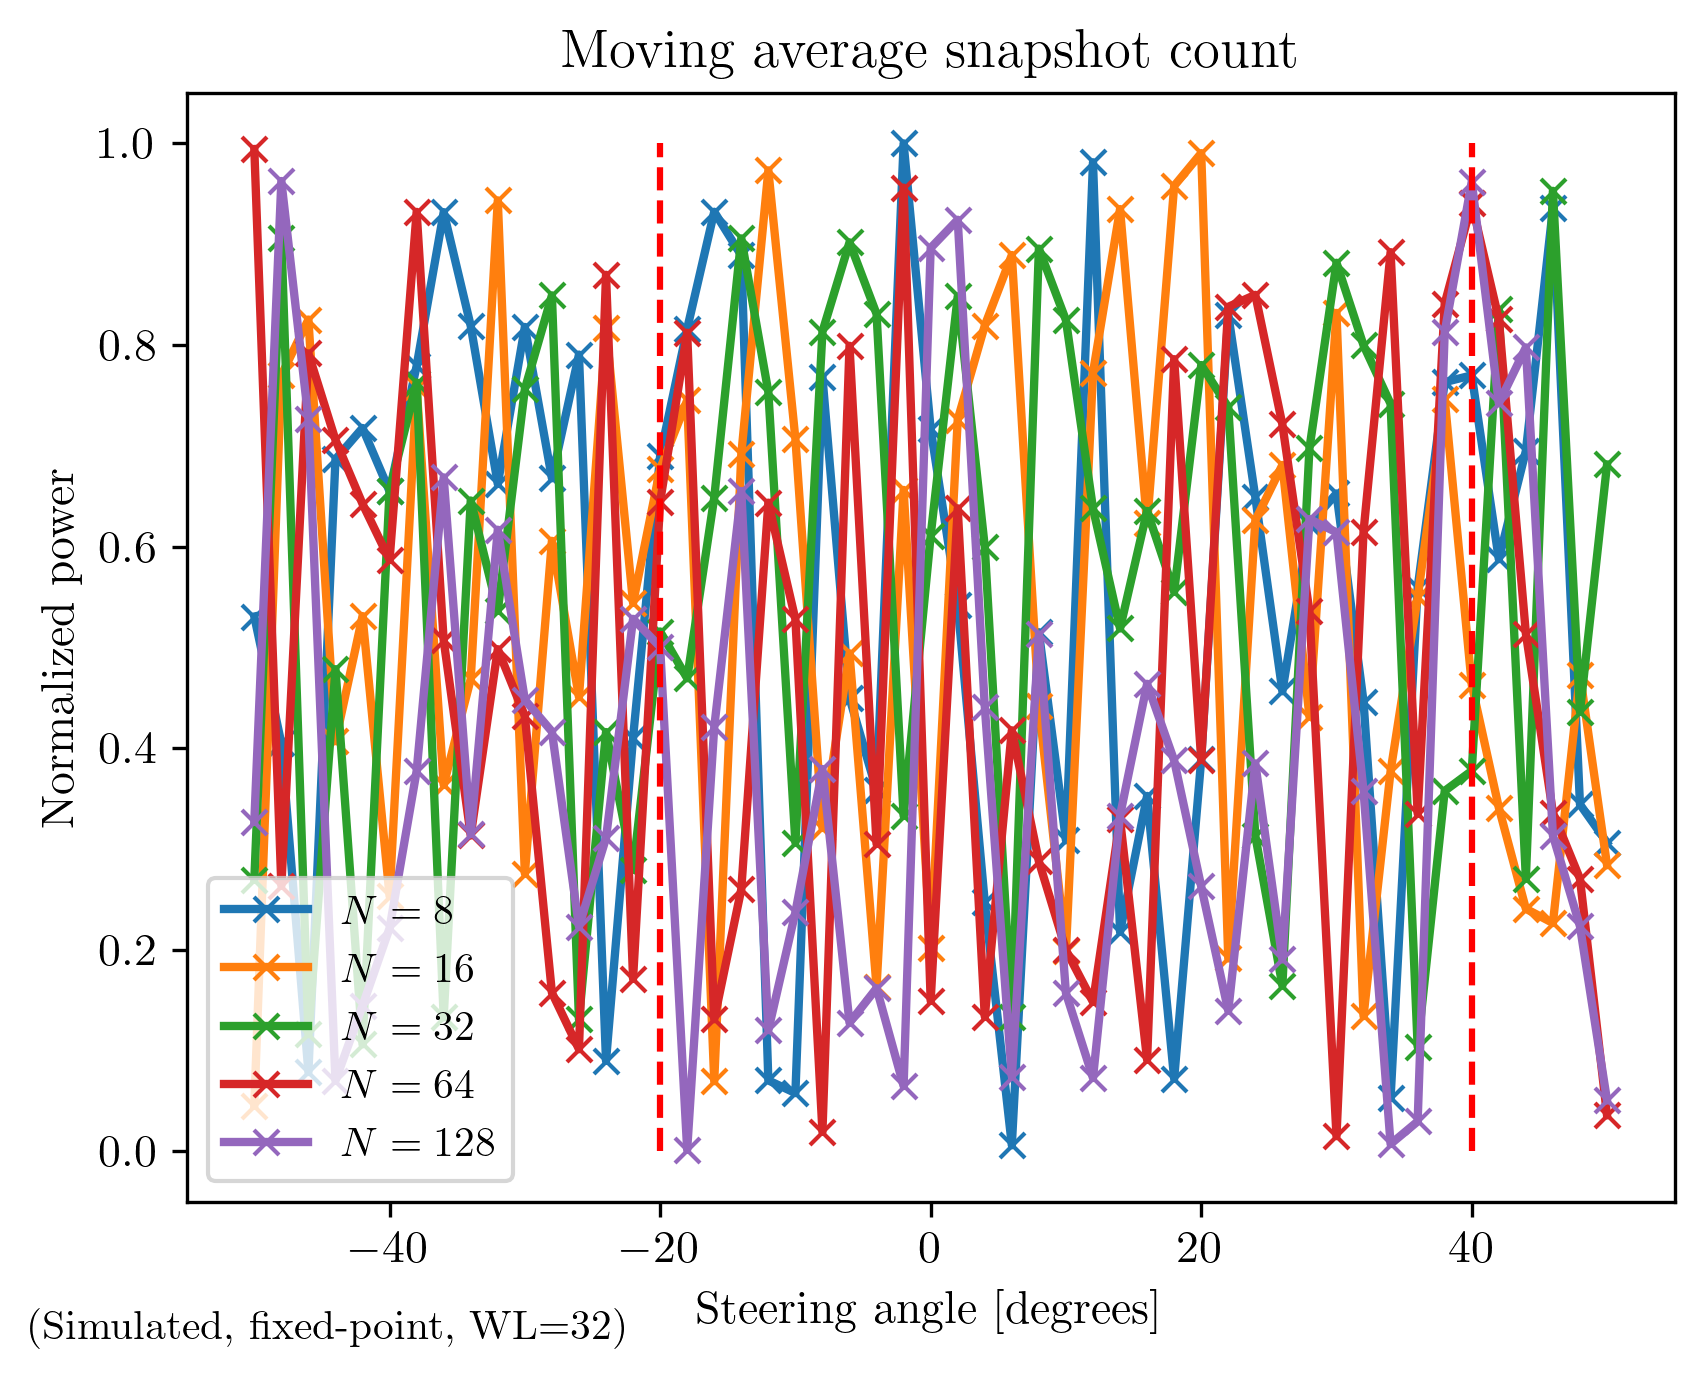 Moving average snapshot count
Normalized power
1.0
0.8
0.6
0.4
0.2
0.0
N = 8
N = 16
N = 32
N = 64
N = 128
−40
−20
0
20
40
Steering angle [degrees]
(Simulated, fixed-point, WL=32)